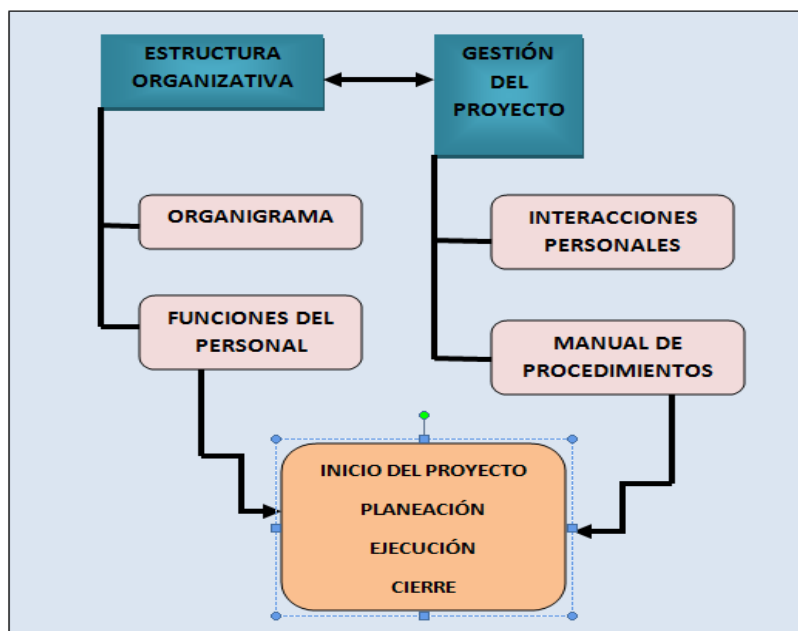 ESTRUCTURA
ORGANIZATIVA
GESTIÓN
DEL
PROYECTO
ORGANIGRAMA
INTERACCIONES
PERSONALES
FUNCIONES DEL
PERSONAL
MANUAL DE
PROCEDIMIENTOS
INICIO DEL PROYECTO
PLANEACIÓN
EJECUCIÓN
CIERRE